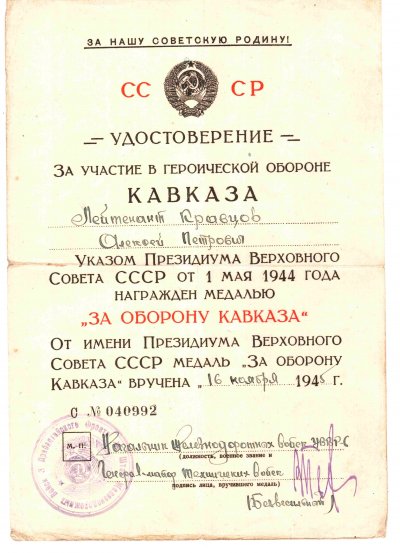 ЗА НАШУ СОВЕТСКУЮ РОДИНУ!
СС СР
УДОСТОВЕРЕНИЕ
ЗА УЧАСТИЕ В ГЕРОИЧЕСКОЙ ОБОРОНЕ
КАВКАЗА
Лейтенант Кравцов
Алексей Петрович
УКАЗОМ ПРЕЗИДИУМА ВЕРХОВНОГО
СОВЕТА СССР ОТ 1 МАЯ 1944 ГОДА
НАГРАЖДЕН МЕДАЛЬЮ
„ЗА ОБОРОНУ КАВКАЗА“
ОТ ИМЕНИ ПРЕЗИДИУМА ВЕРХОВНОГО
СОВЕТА СССР МЕДАЛЬ „ЗА ОБОРОНУ
КАВКАЗА“ ВРУЧЕНА „16 ноября 1945 г.
С № 040992
М. П.
Начальник Железнодорожных войск
(должность, военное звание и
Генерал-майор Технических войск
подпись лица, вручившего медаль)